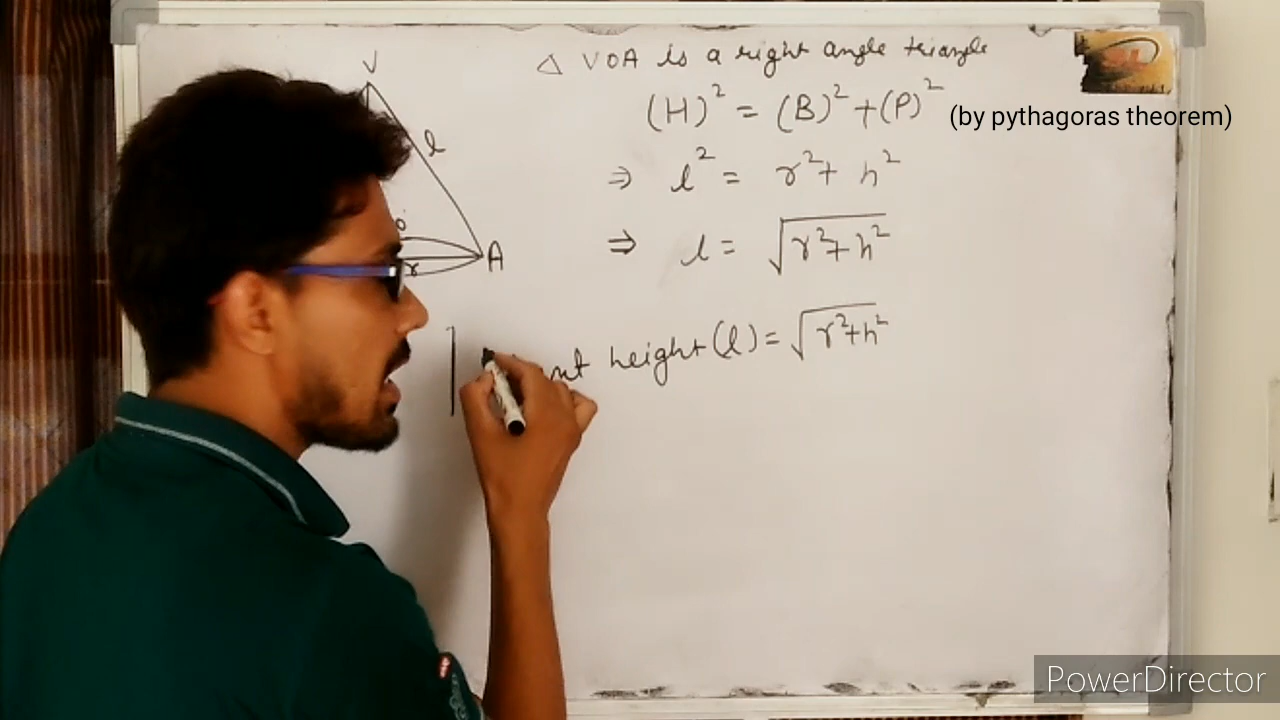 V
△ VOA is a right angle triangle
(H)² = (B)² + (P)² (by pythagoras theorem)
l
⇒ l² = r² + h²
o
⇒ l = √r² + h²
r A
height (l) = √r² + h²
PowerDirector